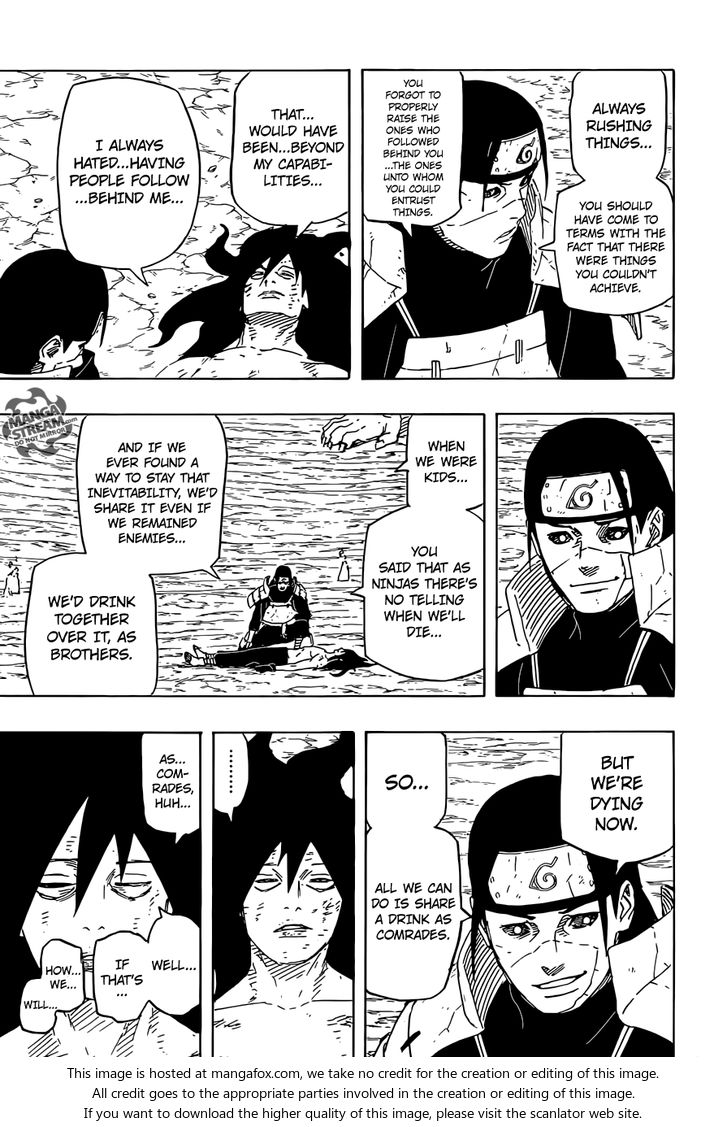 ALWAYS
RUSHING
THINGS...
YOU SHOULD
HAVE COME TO
TERMS WITH THE
FACT THAT THERE
WERE THINGS
YOU COULDN'T
ACHIEVE.
YOU
FORGOT TO
PROPERLY
RAISE THE
ONES WHO
FOLLOWED
BEHIND YOU
...THE ONES
UNTO WHOM
YOU COULD
ENTRUST
THINGS.
THAT...
WOULD HAVE
BEEN...BEYOND
MY CAPABI-
LITIES...
I ALWAYS
HATED...HAVING
PEOPLE FOLLOW
...BEHIND ME...
MANGA
STREAM.com
DO NOT MIRROR!
WHEN
WE WERE
KIDS...
YOU
SAID THAT AS
NINJAS THERE'S
NO TELLING
WHEN WE'LL
DIE...
AND IF WE
EVER FOUND A
WAY TO STAY THAT
INEVITABILITY, WE'D
SHARE IT EVEN IF
WE REMAINED
ENEMIES...
WE'D DRINK
TOGETHER
OVER IT, AS
BROTHERS.
BUT
WE'RE
DYING
NOW.
SO...
ALL WE CAN
DO IS SHARE
A DRINK AS
COMRADES.
........
AS...
COM-
RADES,
HUH...
WELL...
IF
THAT'S
...
HOW...
WE...
WILL...
This image is hosted at mangafox.com, we take no credit for the creation or editing of this image.
All credit goes to the appropriate parties involved in the creation or editing of this image.
If you want to download the higher quality of this image, please visit the scanlator web site.